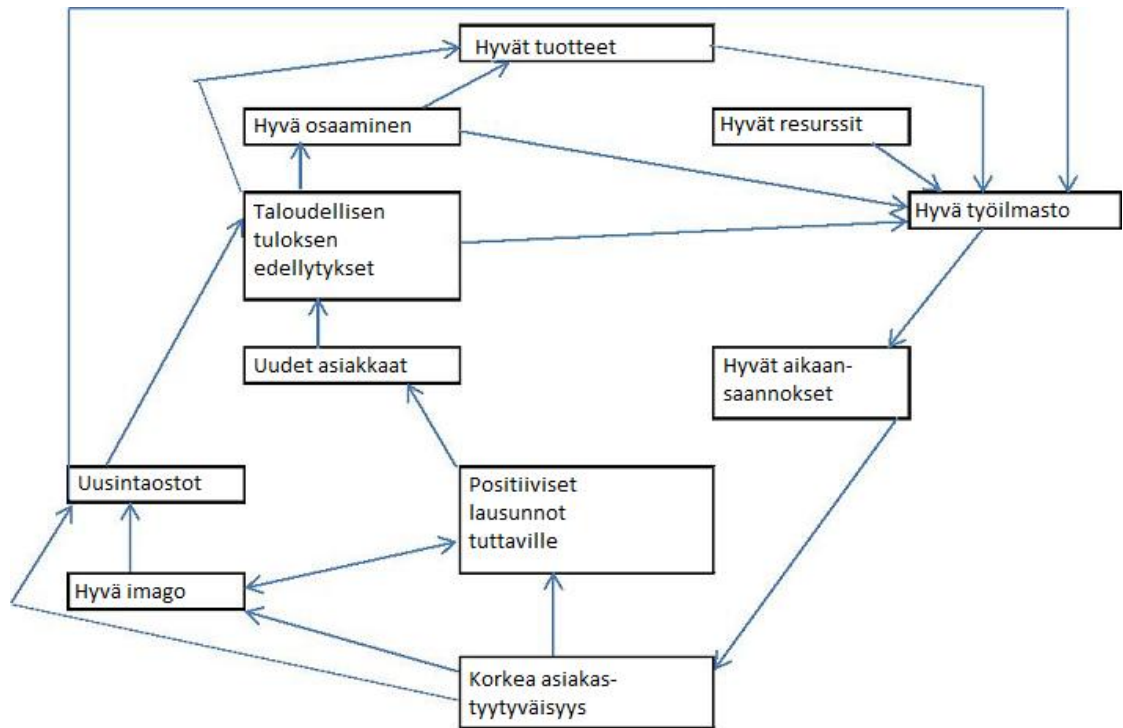 Hyvät tuotteet
Hyvä osaaminen
Hyvät resurssit
Taloudellisen
tuloksen
edellytykset
Hyvä työilmasto
Uudet asiakkaat
Hyvät aikaan-
saannokset
Uusintaostot
Positiiviset
lausunnot
tuttaville
Hyvä imago
Korkea asiakas-
tyytyväisyys